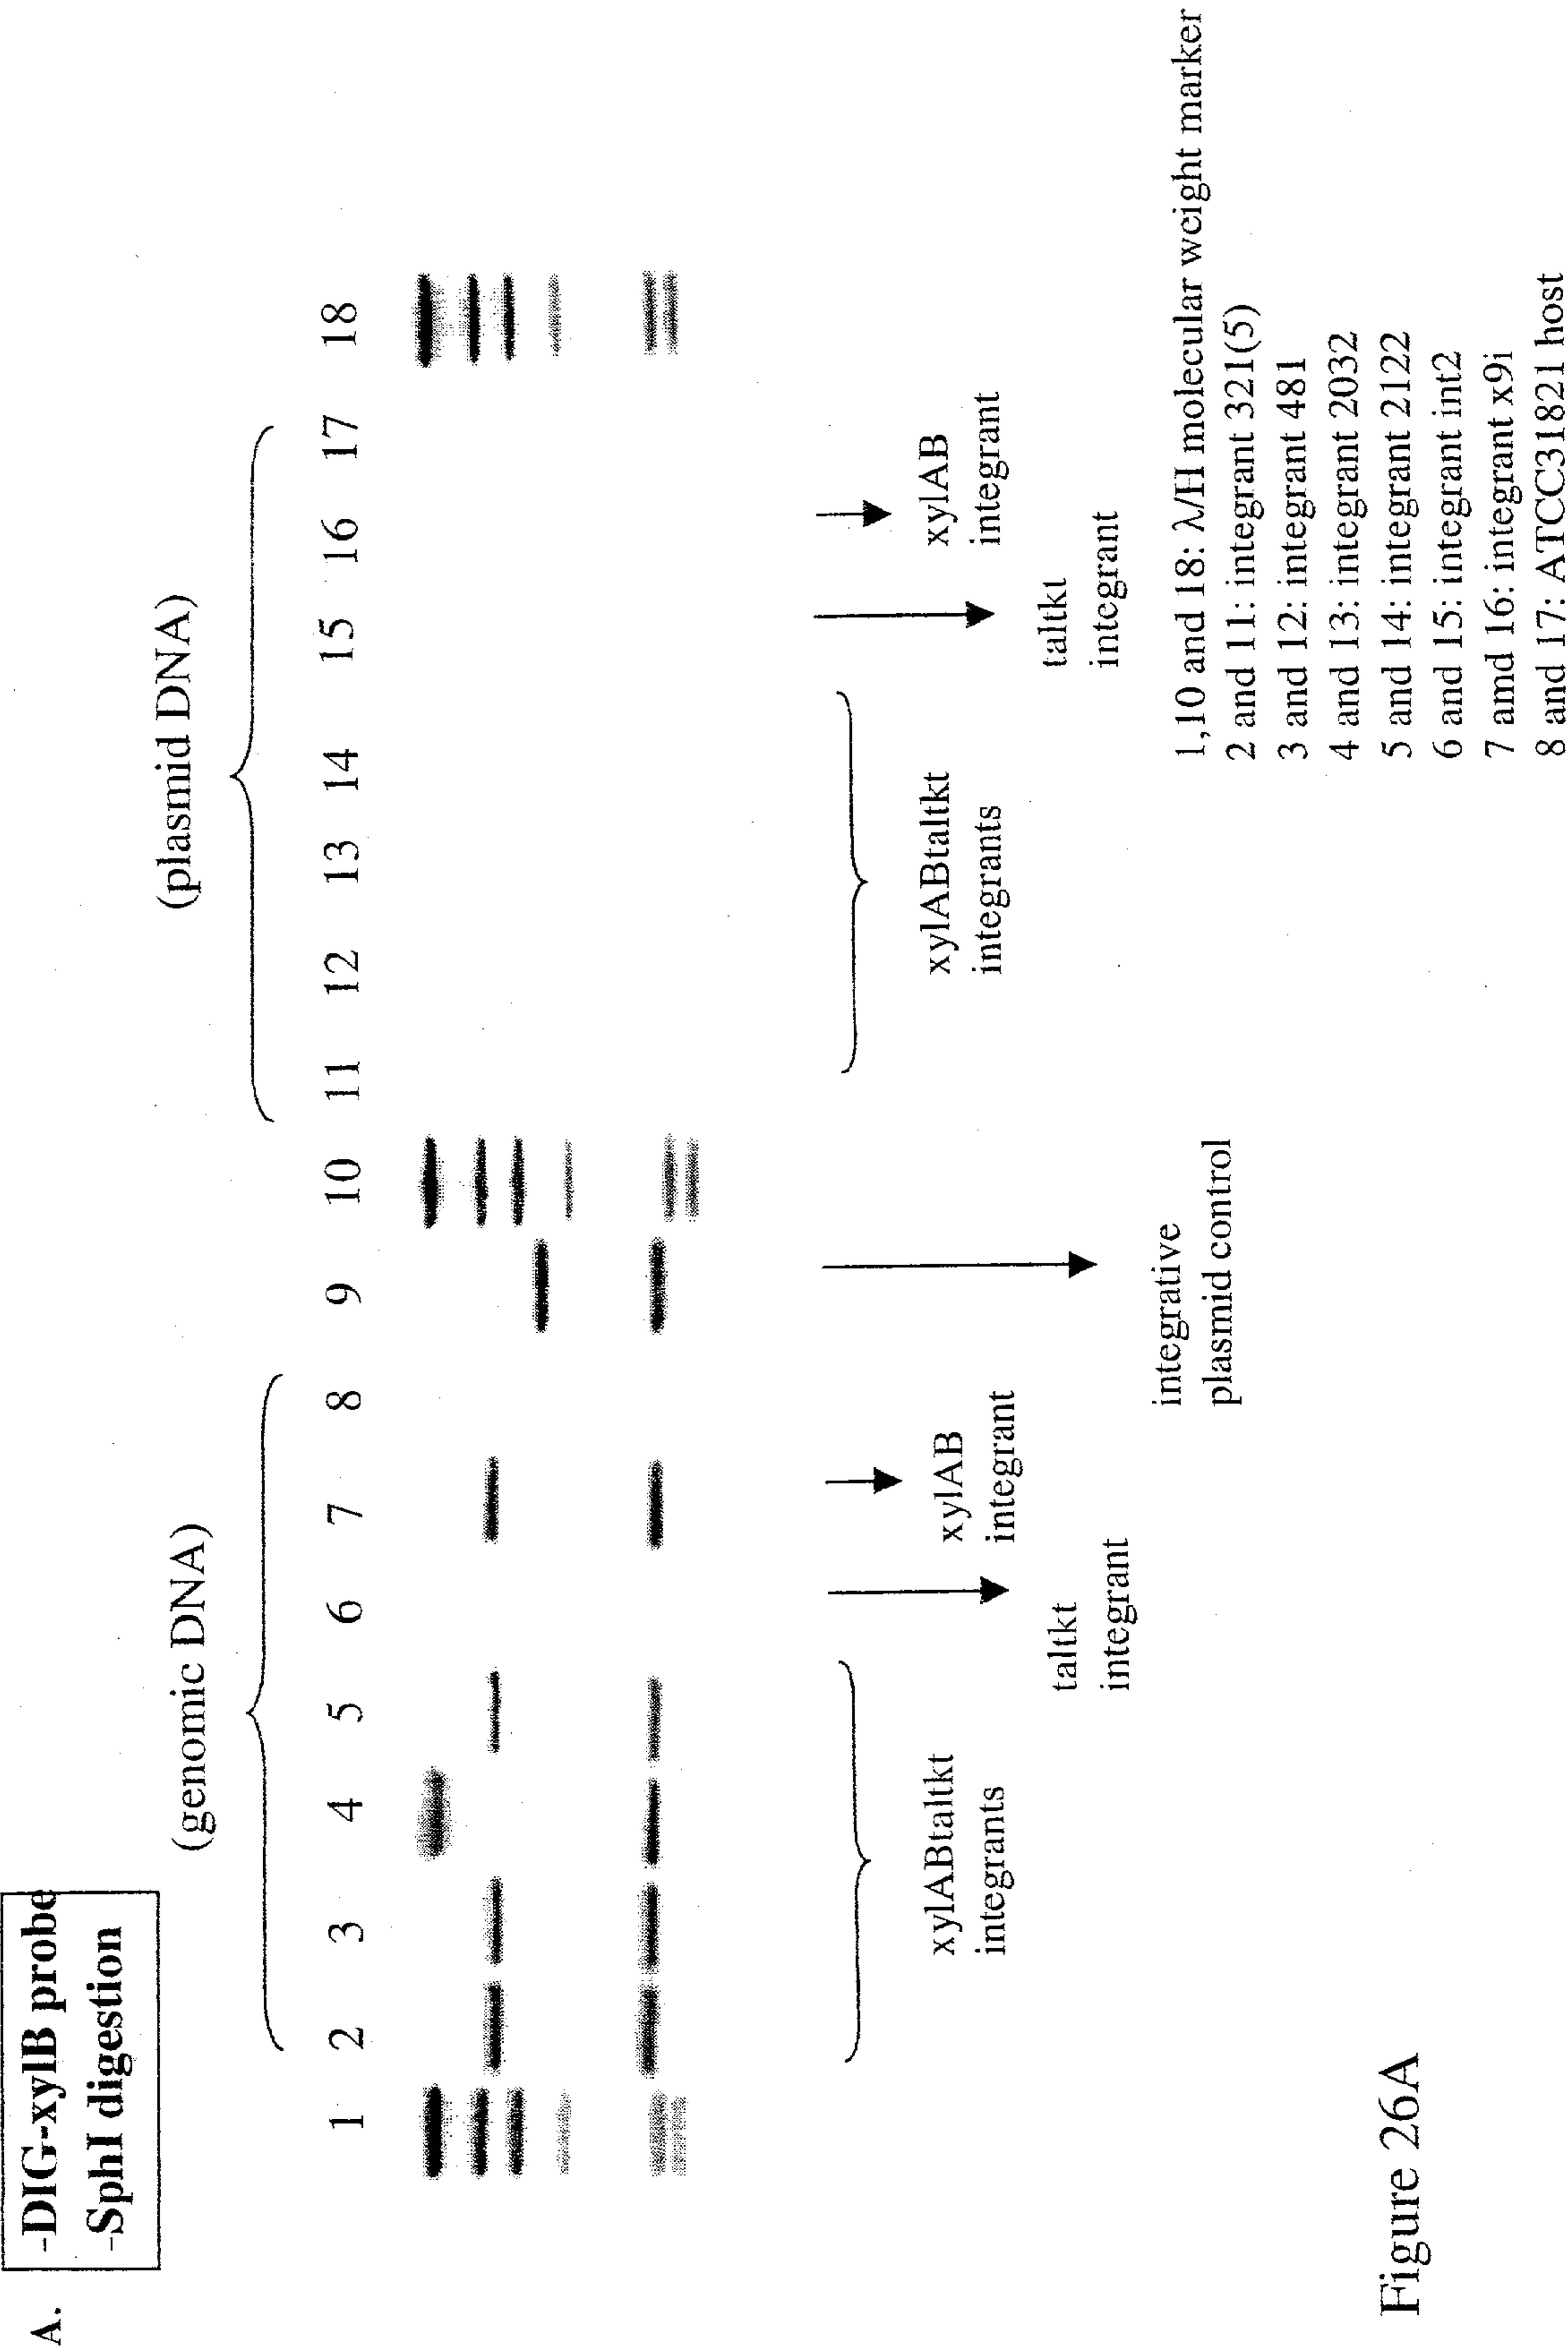 A.
-DIG-xylB probe
-SphI digestion
(genomic DNA)
(plasmid DNA)
1 2 3 4 5 6 7 8 9 10 11 12 13 14 15 16 17 18
xylABtaltkt
integrants
taltkt
integrant
xylAB
integrant
integrative
plasmid control
xylABtaltkt
integrants
taltkt
integrant
xylAB
integrant
1,10 and 18: λ/H molecular weight marker
2 and 11: integrant 321(5)
3 and 12: integrant 481
4 and 13: integrant 2032
5 and 14: integrant 2122
6 and 15: integrant int2
7 amd 16: integrant x9i
8 and 17: ATCC31821 host
Figure 26A